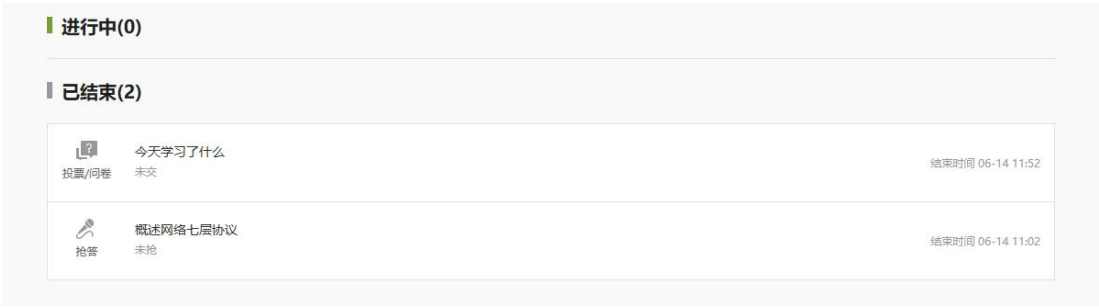 进行中(0)
已结束(2)
今天学习了什么
投票/问卷
未交
结束时间 06-14 11:52
概述网络七层协议
抢答
未抢
结束时间 06-14 11:02